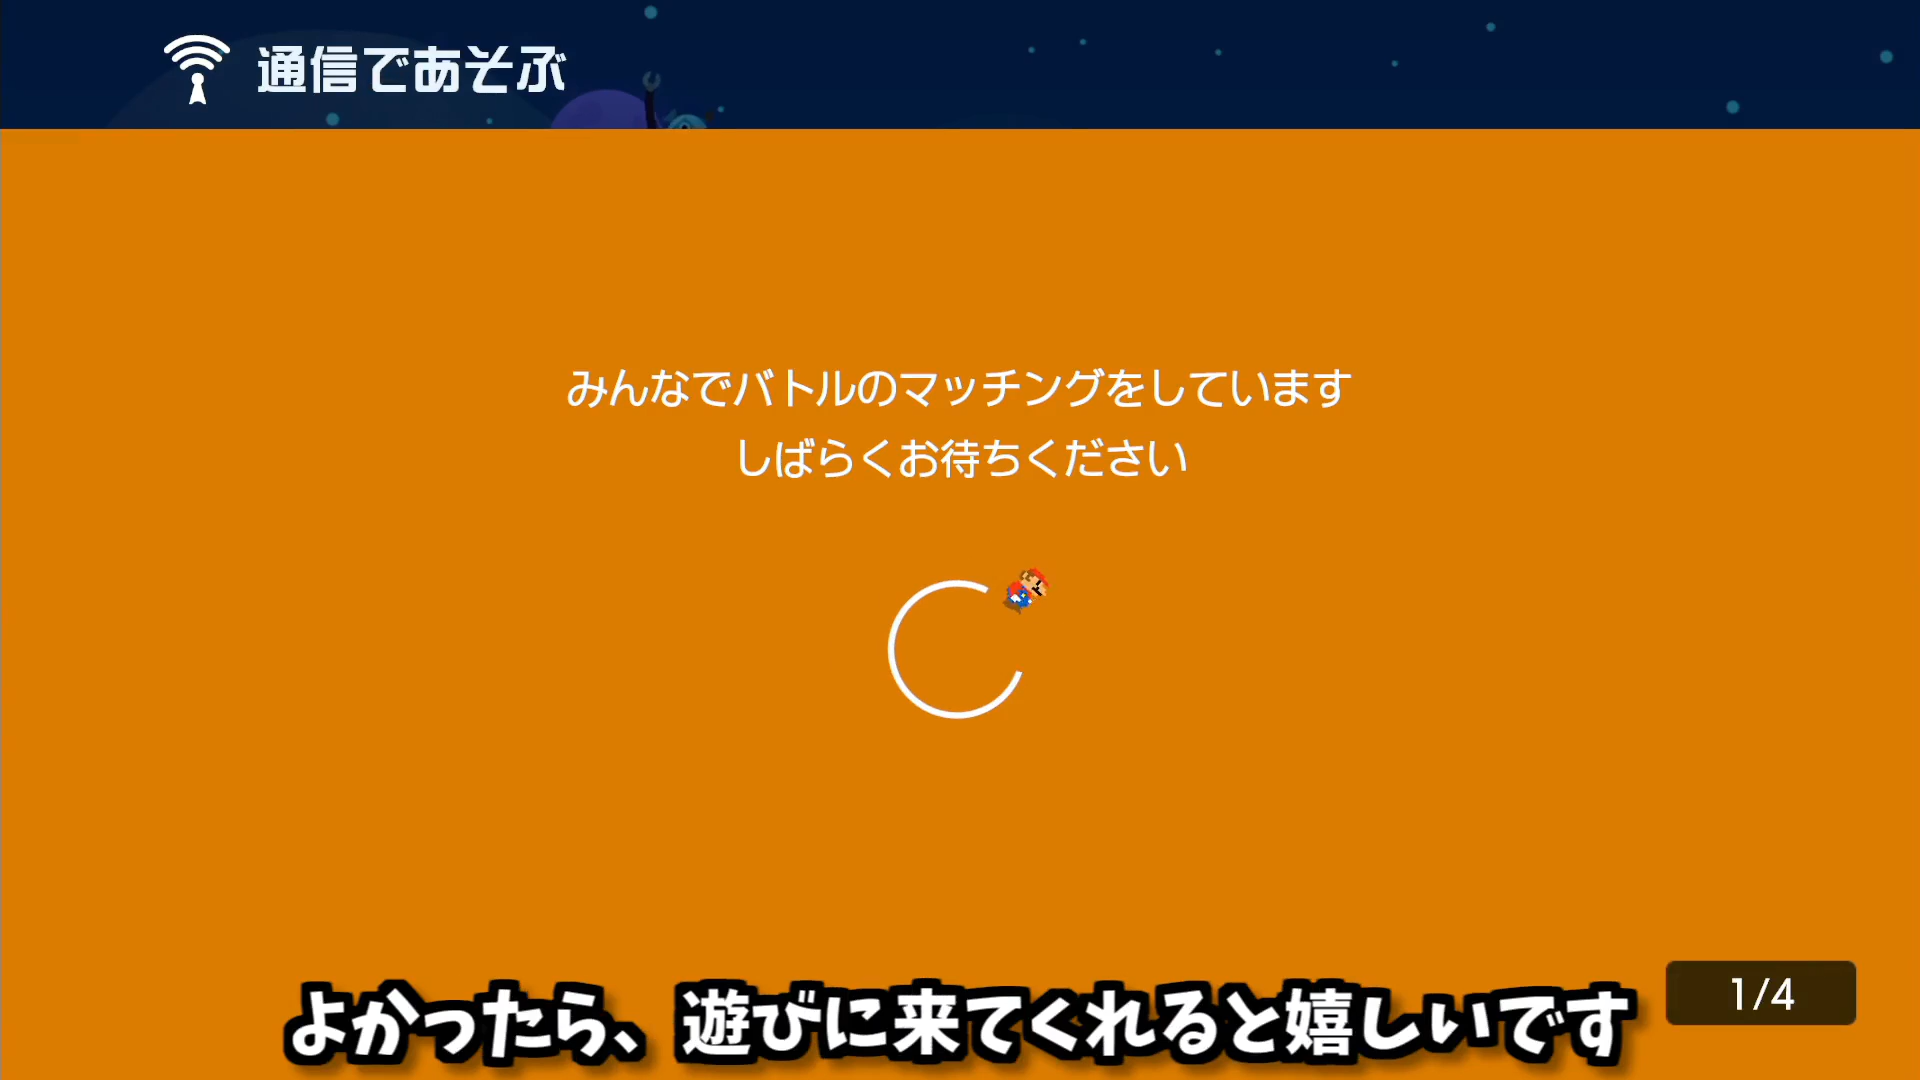 通信であそぶ
みんなでバトルのマッチングをしています
しばらくお待ちください
1/4
よかったら、遊びに来てくれると嬉しいです